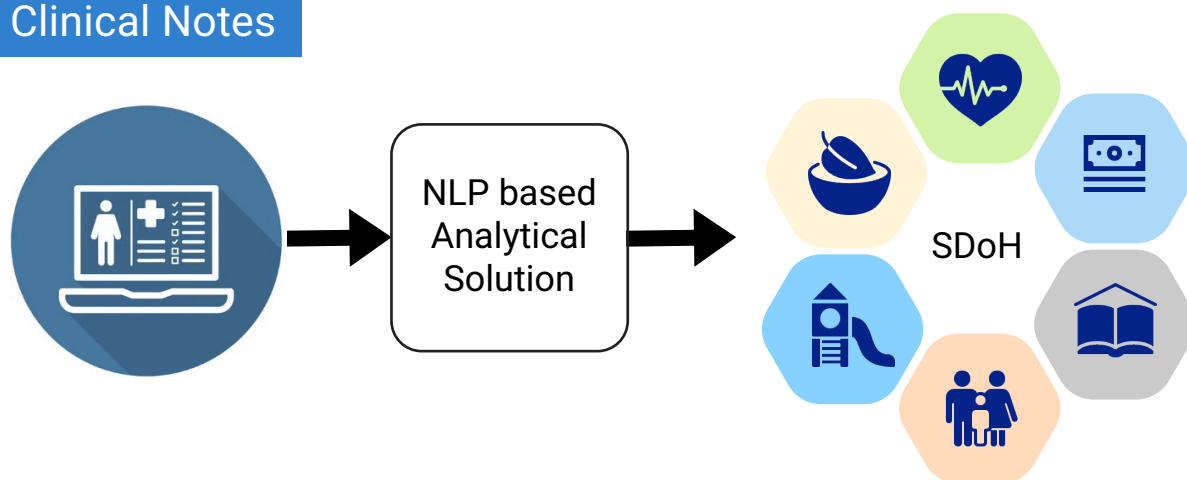 Clinical Notes
NLP based
Analytical
Solution
SDoH